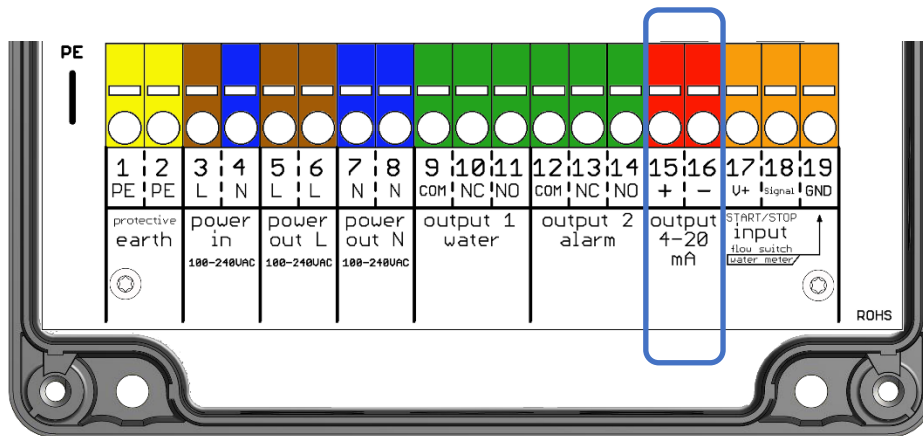 PE
1 2 3 4 5 6 7 8 9 10 11 12 13 14 15 16 17 18 19
PE PE L N L L N N COM NC NO COM NC NO + - V+ Signal GND
protective earth
power in
100-240VAC
power out L
100-240VAC
power out N
100-240VAC
output 1
water
output 2
alarm
output
4-20
mA
START/STOP
input
flow switch
water meter
ROHS